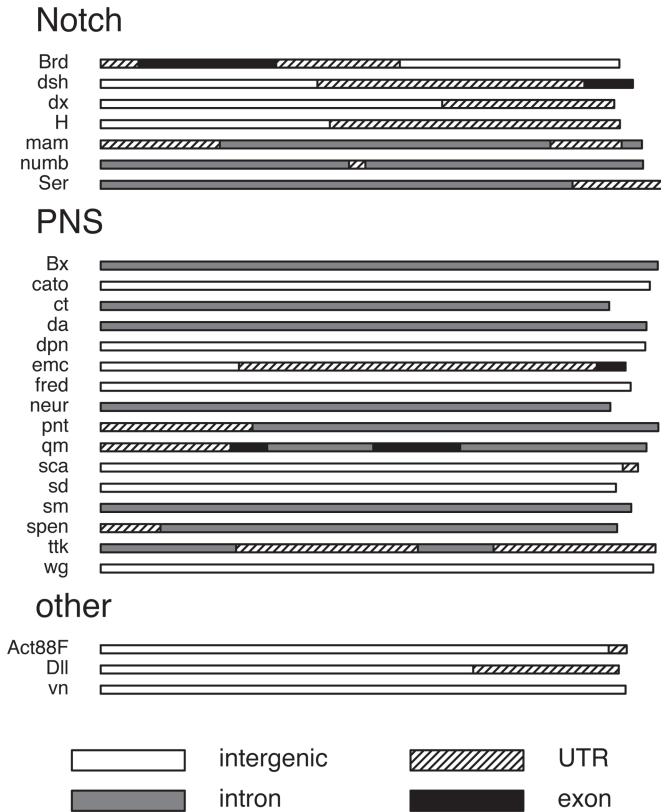 Notch
Brd
dsh
dx
H
mam
numb
Ser
PNS
Bx
cato
ct
da
dpn
emc
fred
neur
pnt
qm
sca
sd
sm
spen
ttk
wg
other
Act88F
Dll
vn
intergenic UTR
intron exon